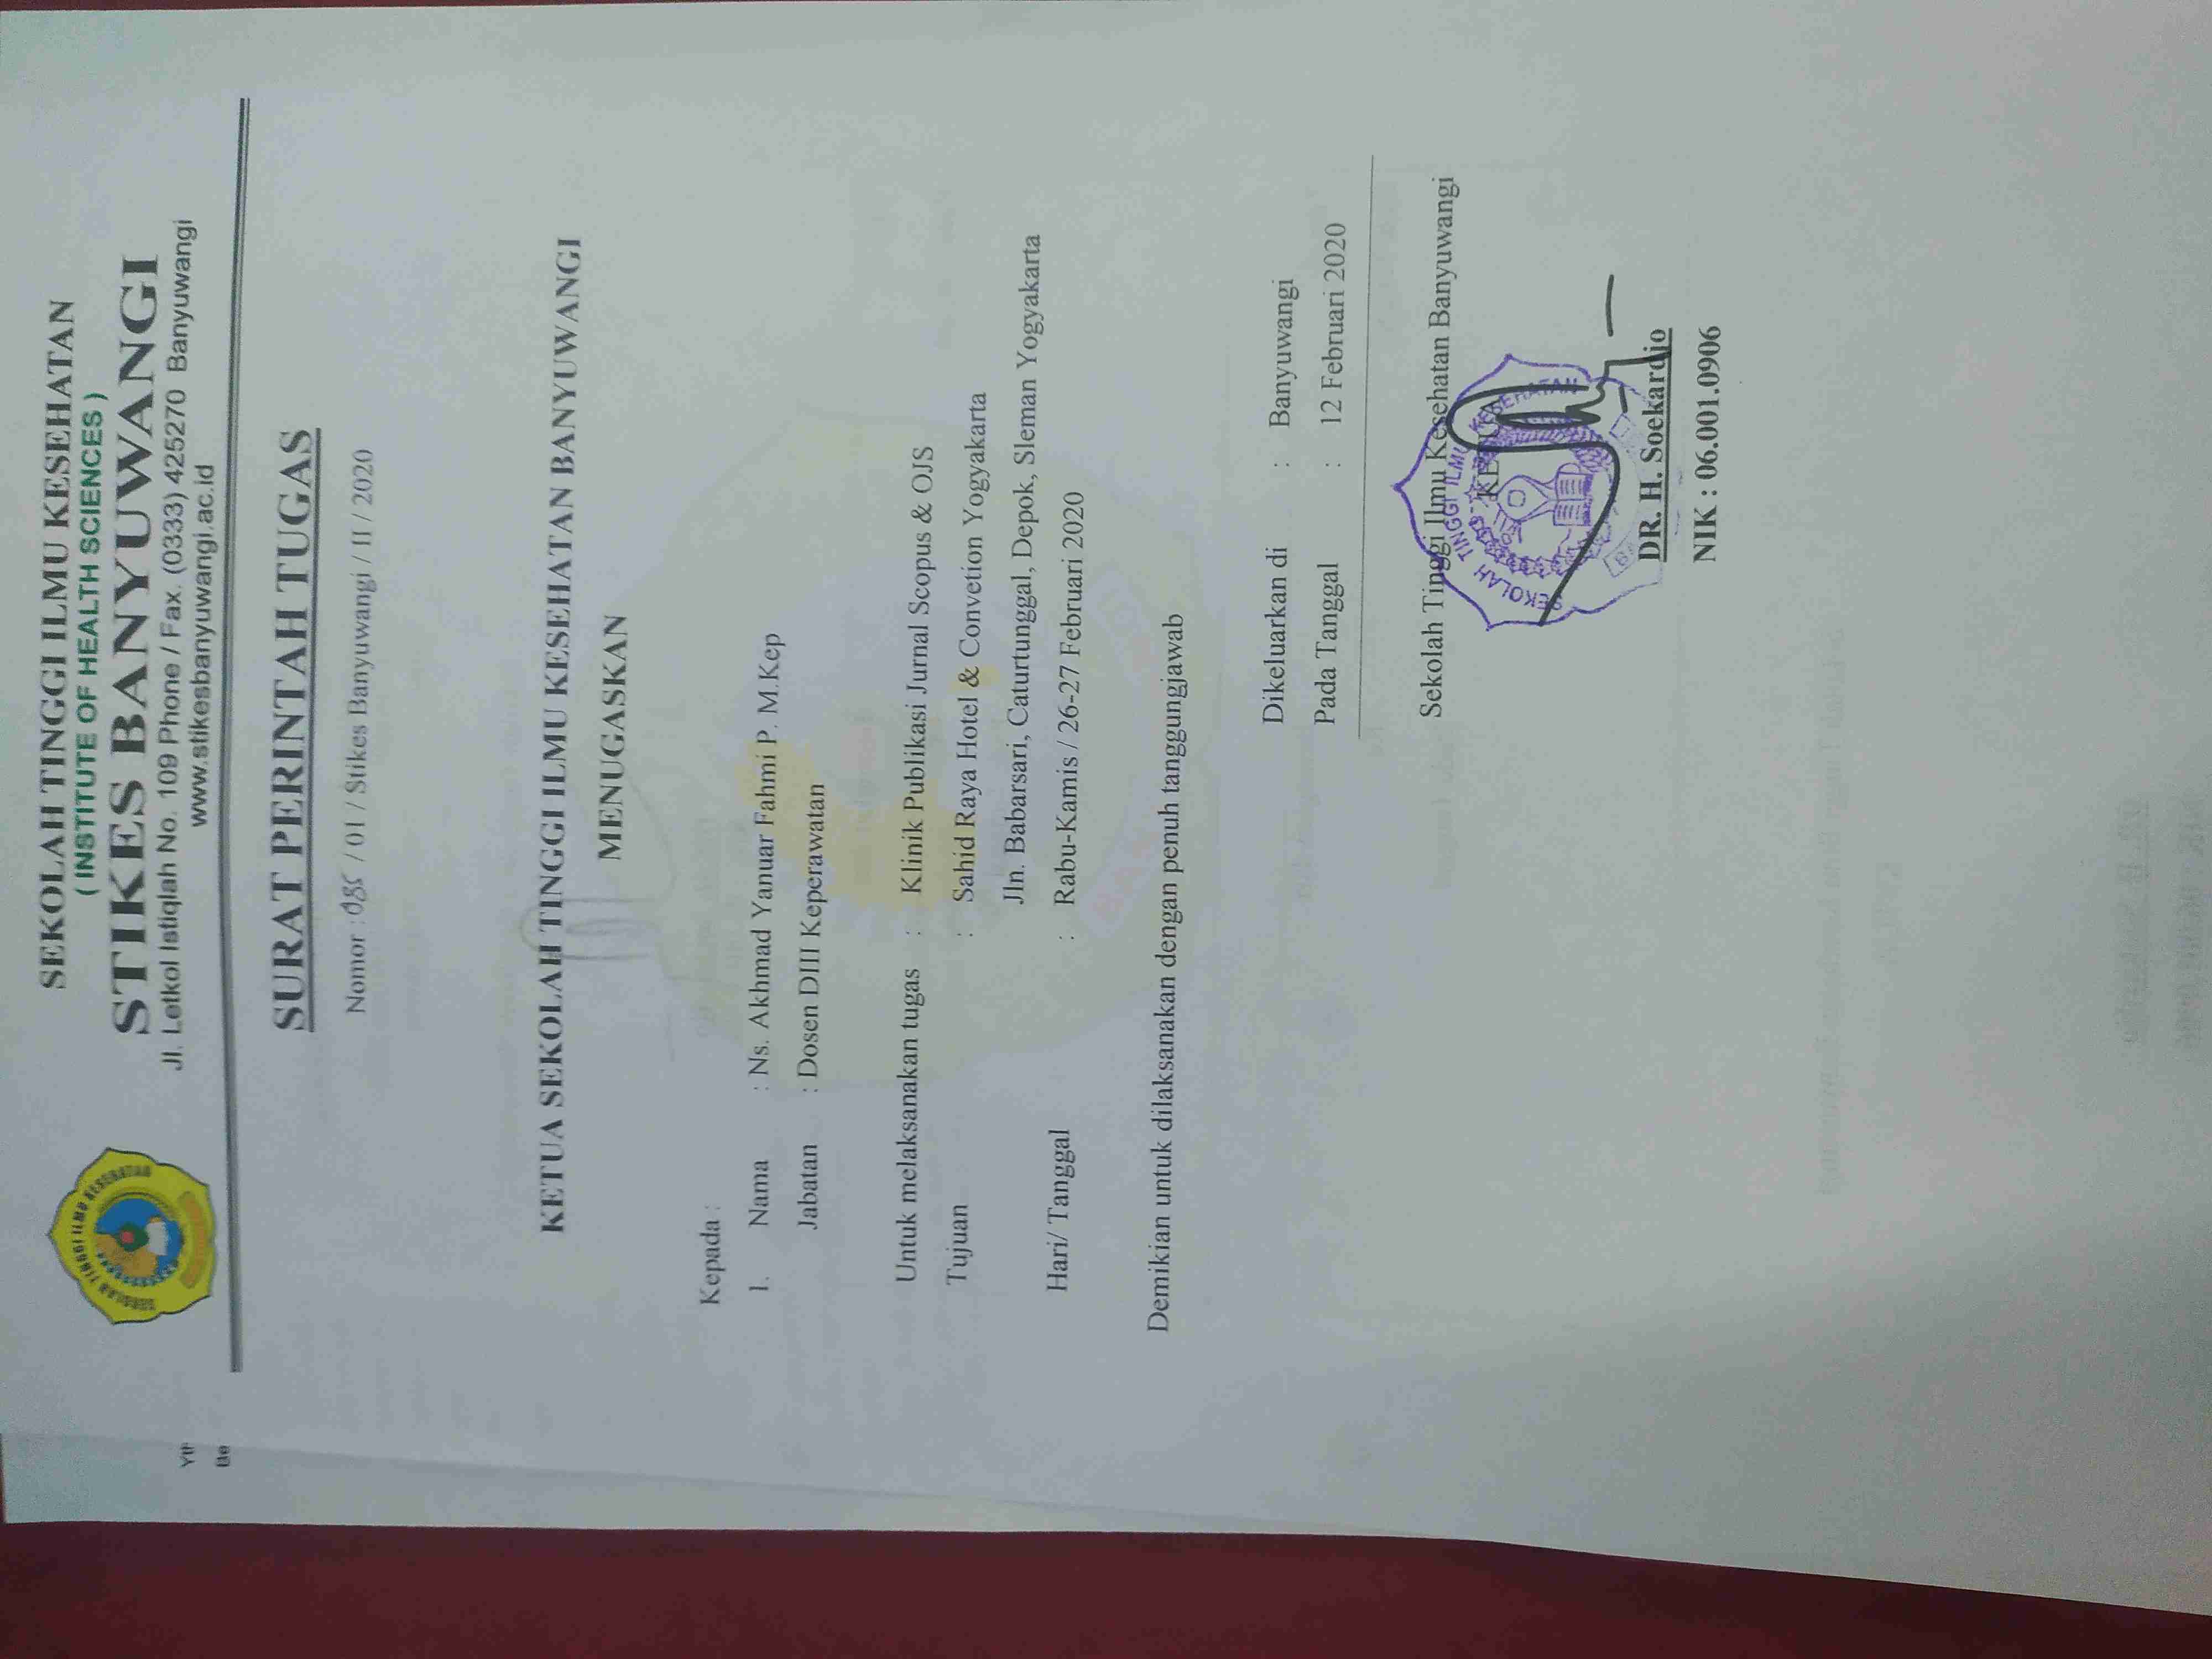 SEKOLAH TINGGI ILMU KESEHATAN
( INSTITUTE OF HEALTH SCIENCES )
STIKES BANYUWANGI
Jl. Letkol Istiqlah No. 109 Phone / Fax. (0333) 425270 Banyuwangi
www.stikesbanyuwangi.ac.id
SEKOLAH TINGGI ILMU KESEHATAN
SURAT PERINTAH TUGAS
Nomor : 085 / 01 / Stikes Banyuwangi / II / 2020
KETUA SEKOLAH TINGGI ILMU KESEHATAN BANYUWANGI
MENUGASKAN
Kepada :
1. Nama : Ns. Akhmad Yanuar Fahmi P. M.Kep
Jabatan : Dosen DIII Keperawatan
Untuk melaksanakan tugas : Klinik Publikasi Jurnal Scopus & OJS
Tujuan : Sahid Raya Hotel & Convetion Yogyakarta
Jln. Babarsari, Caturtunggal, Depok, Sleman Yogyakarta
Hari/ Tanggal : Rabu-Kamis / 26-27 Februari 2020
Demikian untuk dilaksanakan dengan penuh tanggungjawab
Dikeluarkan di : Banyuwangi
Pada Tanggal : 12 Februari 2020
Sekolah Tinggi Ilmu Kesehatan Banyuwangi
KETUA
SEKOLAH TINGGI ILMU KESEHATAN
DR. H. Soekardjo
NIK : 06.001.0906